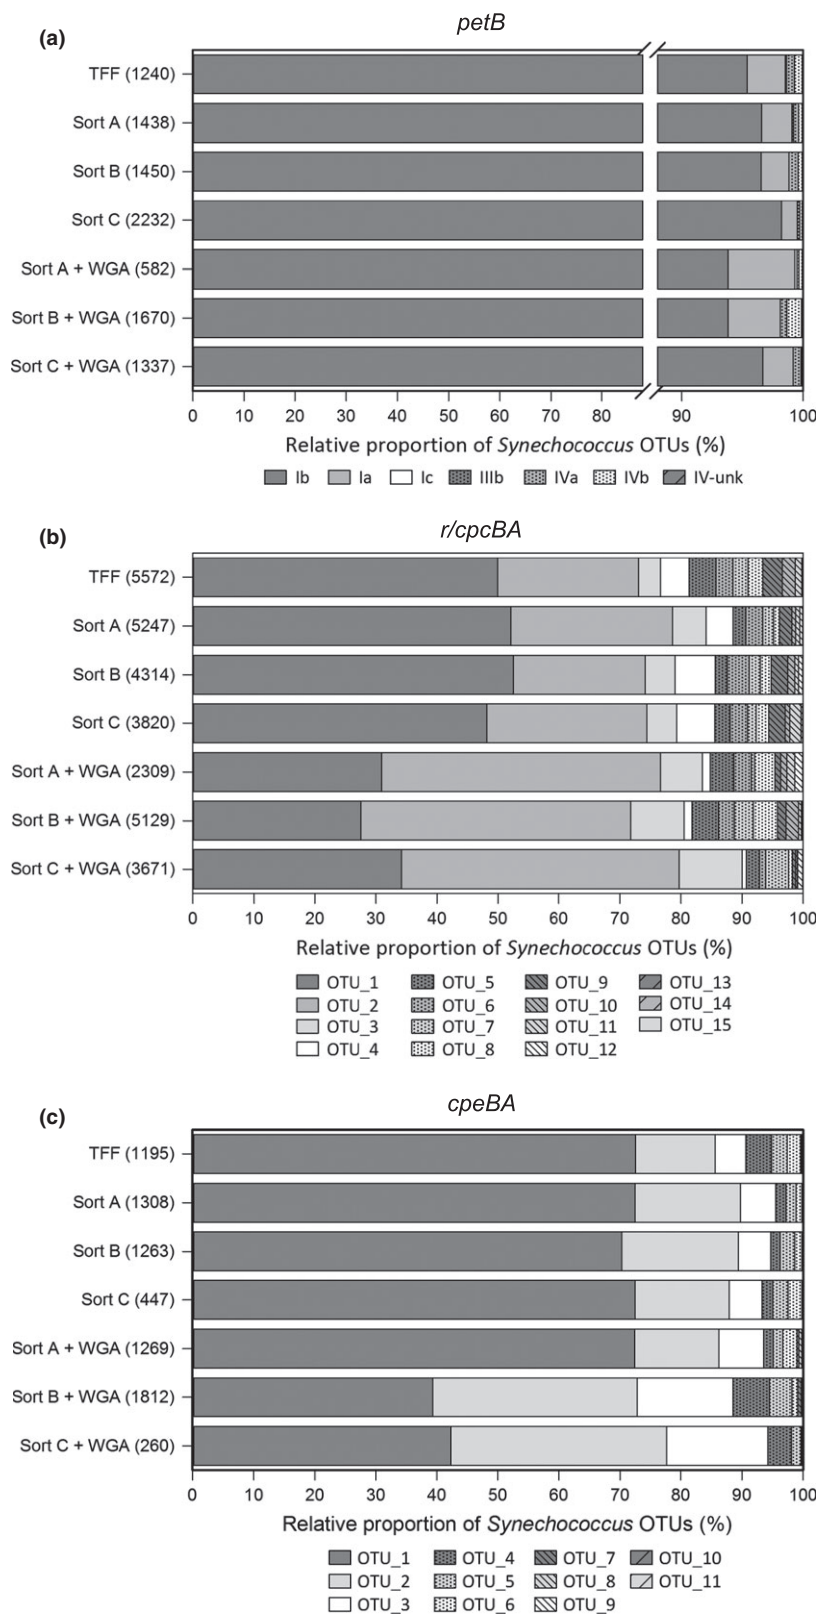 (a)
petB
TFF (1240)
Sort A (1438)
Sort B (1450)
Sort C (2232)
Sort A + WGA (582)
Sort B + WGA (1670)
Sort C + WGA (1337)
0 10 20 30 40 50 60 70 80 90 100
Relative proportion of Synechococcus OTUs (%)
Ib Ia Ic IIIb IVa IVb IV-unk
(b)
r/cpcBA
TFF (5572)
Sort A (5247)
Sort B (4314)
Sort C (3820)
Sort A + WGA (2309)
Sort B + WGA (5129)
Sort C + WGA (3671)
0 10 20 30 40 50 60 70 80 90 100
Relative proportion of Synechococcus OTUs (%)
OTU_1 OTU_5 OTU_9 OTU_13
OTU_2 OTU_6 OTU_10 OTU_14
OTU_3 OTU_7 OTU_11 OTU_15
OTU_4 OTU_8 OTU_12
(c)
cpeBA
TFF (1195)
Sort A (1308)
Sort B (1263)
Sort C (447)
Sort A + WGA (1269)
Sort B + WGA (1812)
Sort C + WGA (260)
0 10 20 30 40 50 60 70 80 90 100
Relative proportion of Synechococcus OTUs (%)
OTU_1 OTU_4 OTU_7 OTU_10
OTU_2 OTU_5 OTU_8 OTU_11
OTU_3 OTU_6 OTU_9